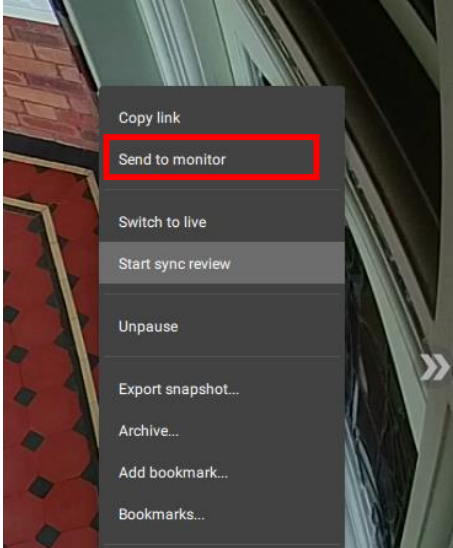 Copy link
Send to monitor
Switch to live
Start sync review
Unpause
Export snapshot...
Archive...
Add bookmark...
Bookmarks...